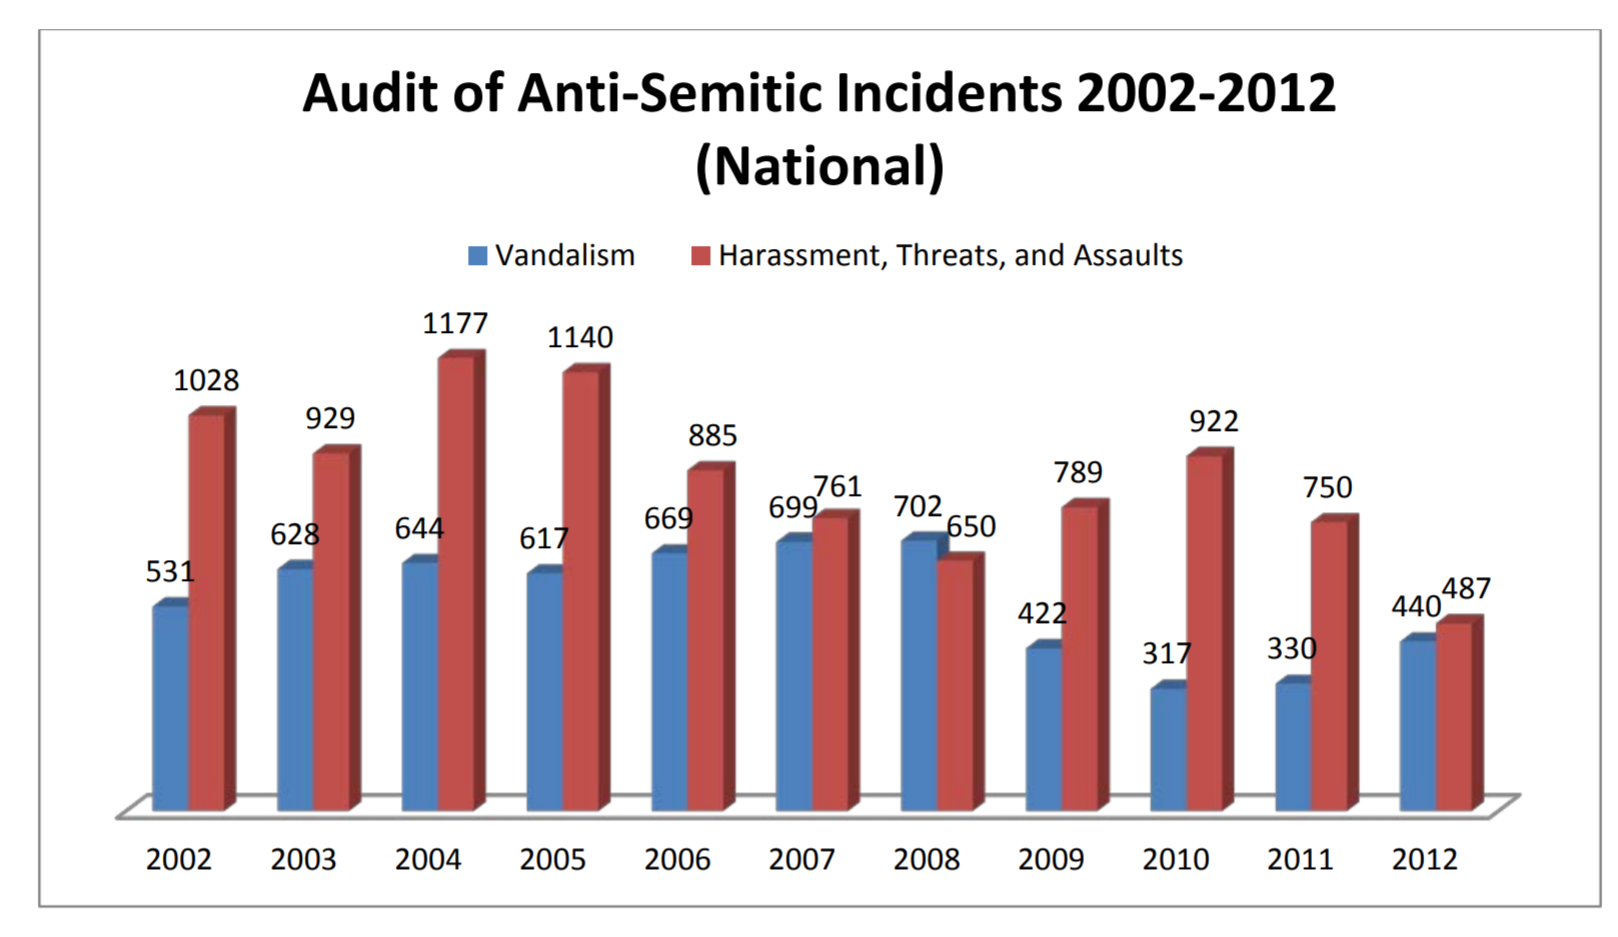 Audit of Anti-Semitic Incidents 2002-2012
(National)
Vandalism Harassment, Threats, and Assaults
531 1028 628 929 644 1177 617 1140 669 885 699 761 702 650 422 789 317 922 330 750 440 487
2002 2003 2004 2005 2006 2007 2008 2009 2010 2011 2012